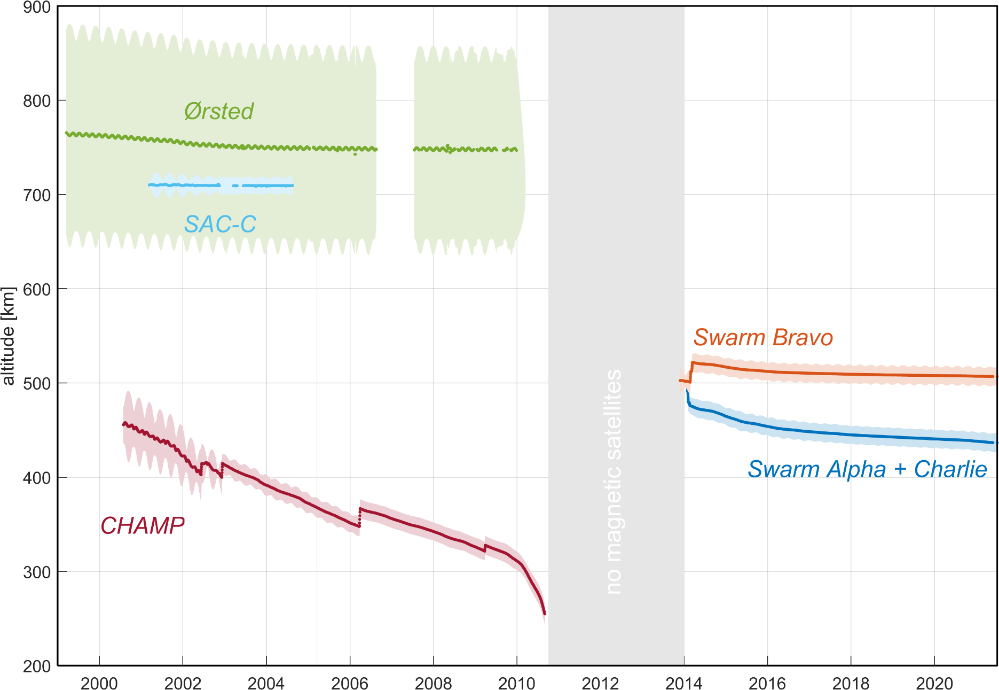 900
800
700
600
500
400
300
200
altitude [km]
Ørsted
SAC-C
CHAMP
no magnetic satellites
Swarm Bravo
Swarm Alpha + Charlie
2000 2002 2004 2006 2008 2010 2012 2014 2016 2018 2020